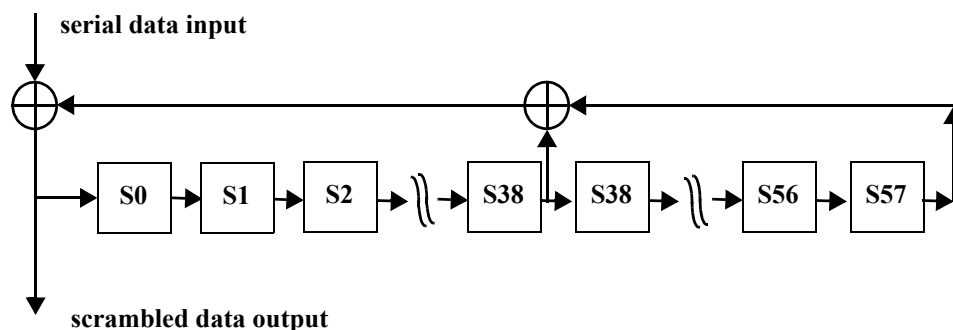 serial data input
S0 S1 S2 S38 S38 S56 S57
scrambled data output